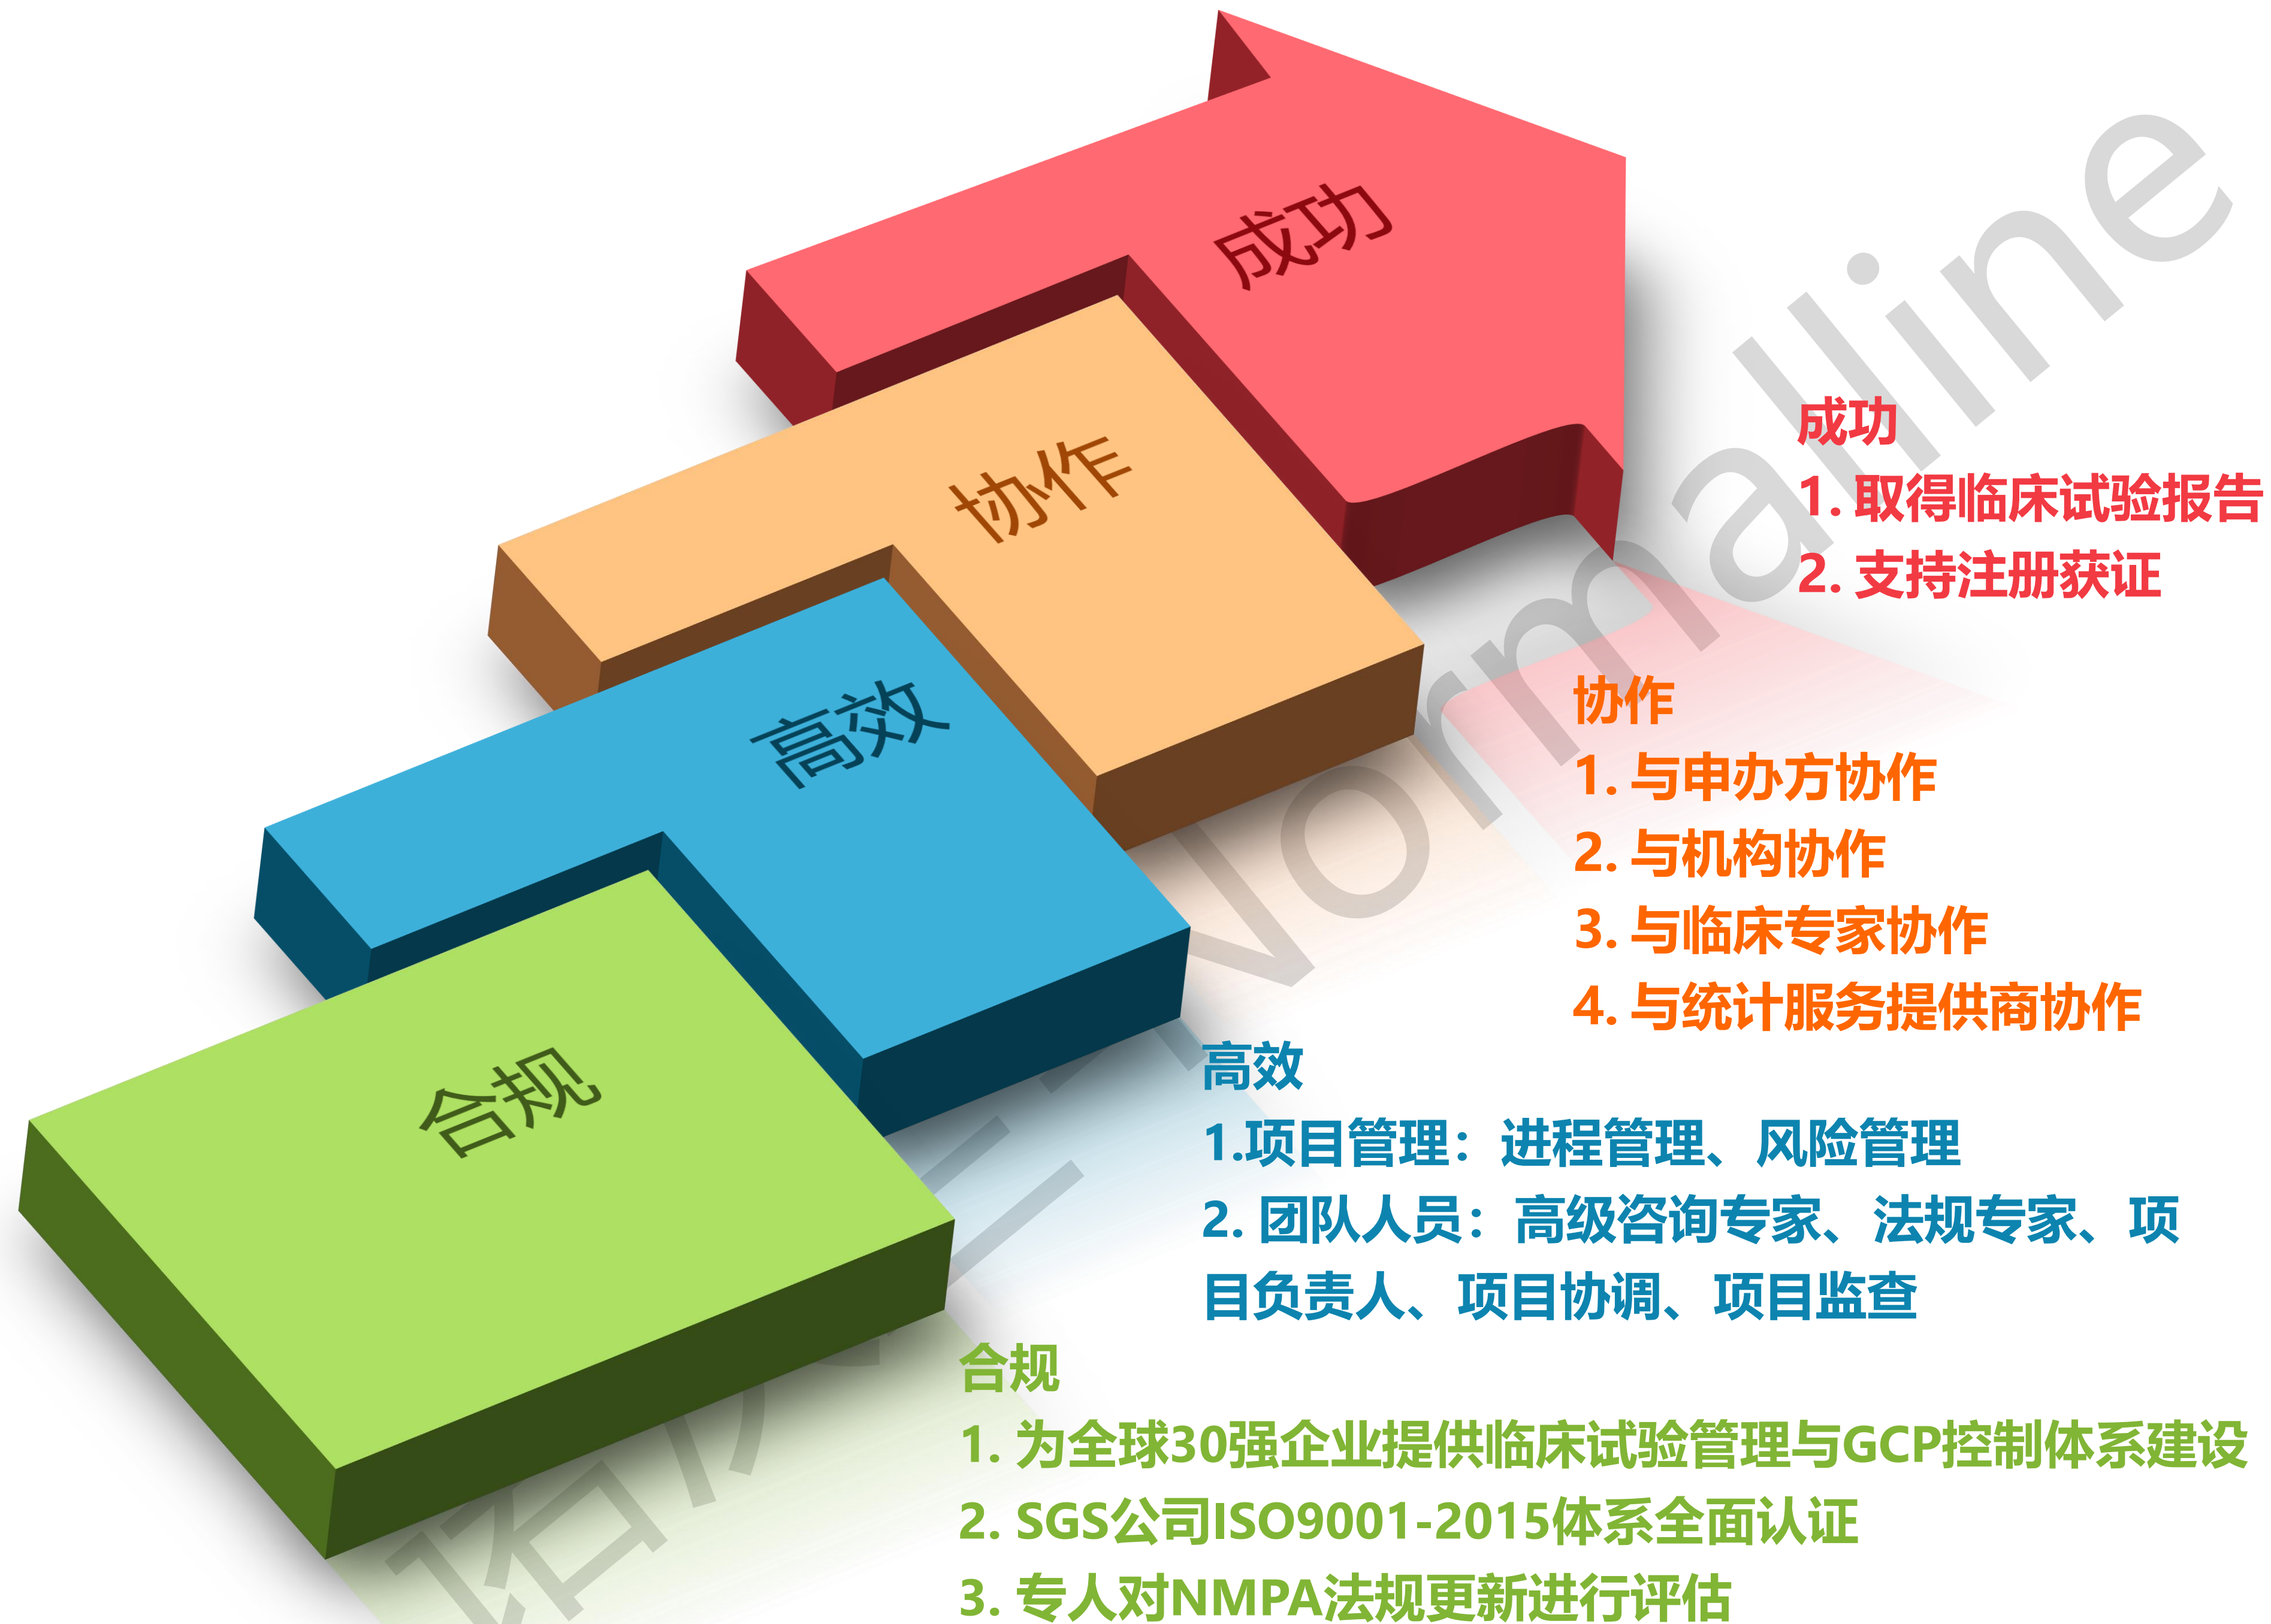 成功
协作
高效
合规
成功
1. 取得临床试验报告
2. 支持注册获证
协作
1. 与申办方协作
2. 与机构协作
3. 与临床专家协作
4. 与统计服务提供商协作
高效
1.项目管理：进程管理、风险管理
2. 团队人员：高级咨询专家、法规专家、项
目负责人、项目协调、项目监查
合规
1. 为全球30强企业提供临床试验管理与GCP控制体系建设
2. SGS公司ISO9001-2015体系全面认证
3. 专人对NMPA法规更新进行评估
Normalline